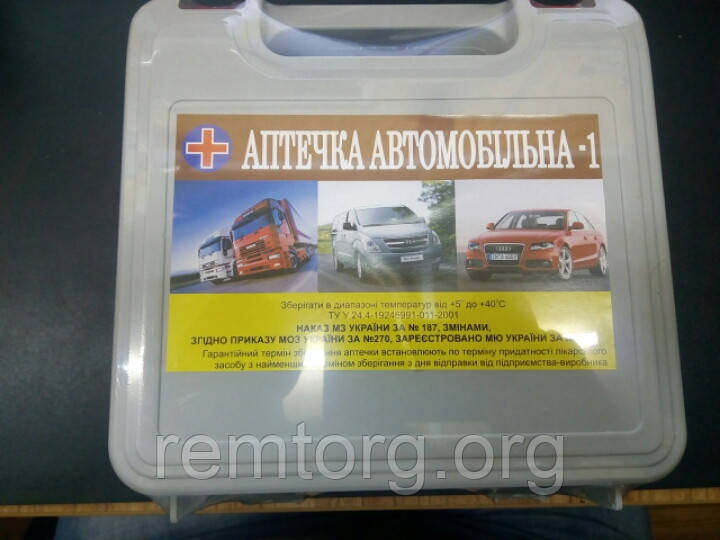 АПТЕЧКА АВТОМОБІЛЬНА -1
Зберігати в диапазоні температур від +5° до +40°С
ТУ У 24.4-19246991-011-2001
НАКАЗ МЗ УКРАЇНИ ЗА № 187, ЗМІНАМИ,
ЗГІДНО ПРИКАЗУ МОЗ УКРАЇНИ ЗА №270, ЗАРЕЄСТРОВАНО МЮ УКРАЇНИ ЗА
Гарантійний термін зберігання аптечки встановлюють по терміну придатності лікарського
засобу з найменшим терміном зберігання з дня відправки від підприємства-виробника
remtorg.org